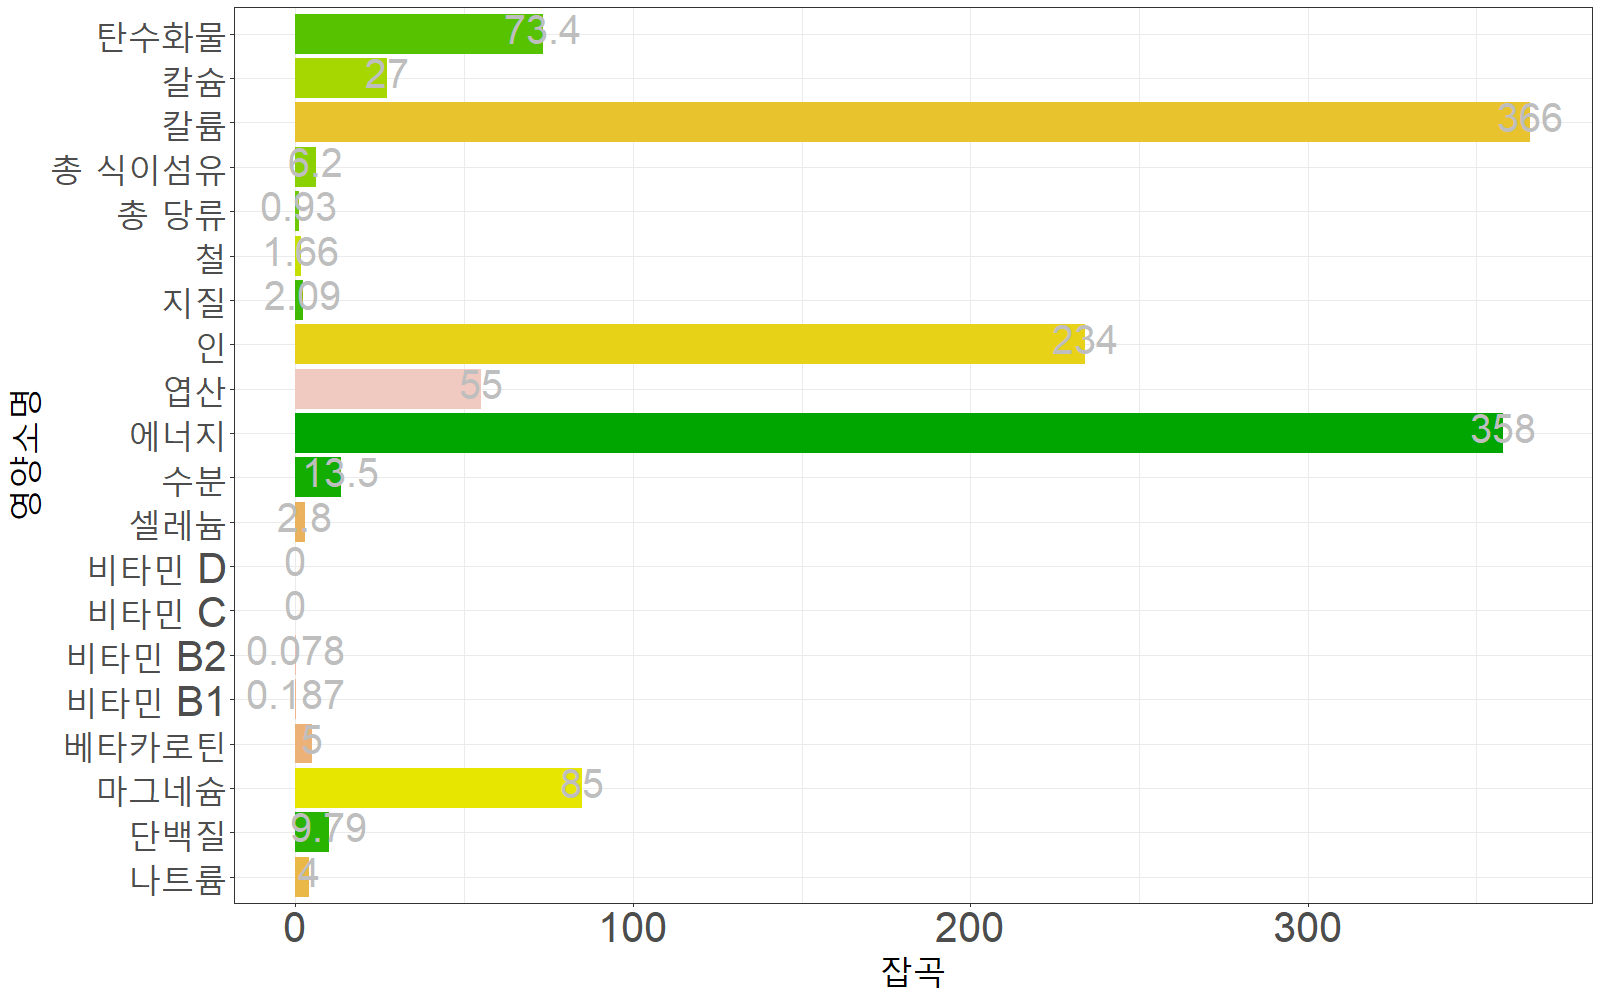 탄수화물 73.4
칼슘 27
칼륨 366
총 식이섬유 6.2
총 당류 0.93
철 1.66
지질 2.09
인 234
엽산 55
에너지 358
수분 13.5
셀레늄 2.8
비타민 D 0
비타민 C 0
비타민 B2 0.078
비타민 B1 0.187
베타카로틴 5
마그네슘 85
단백질 9.79
나트륨 4
영양소명
0 100 200 300
잡곡